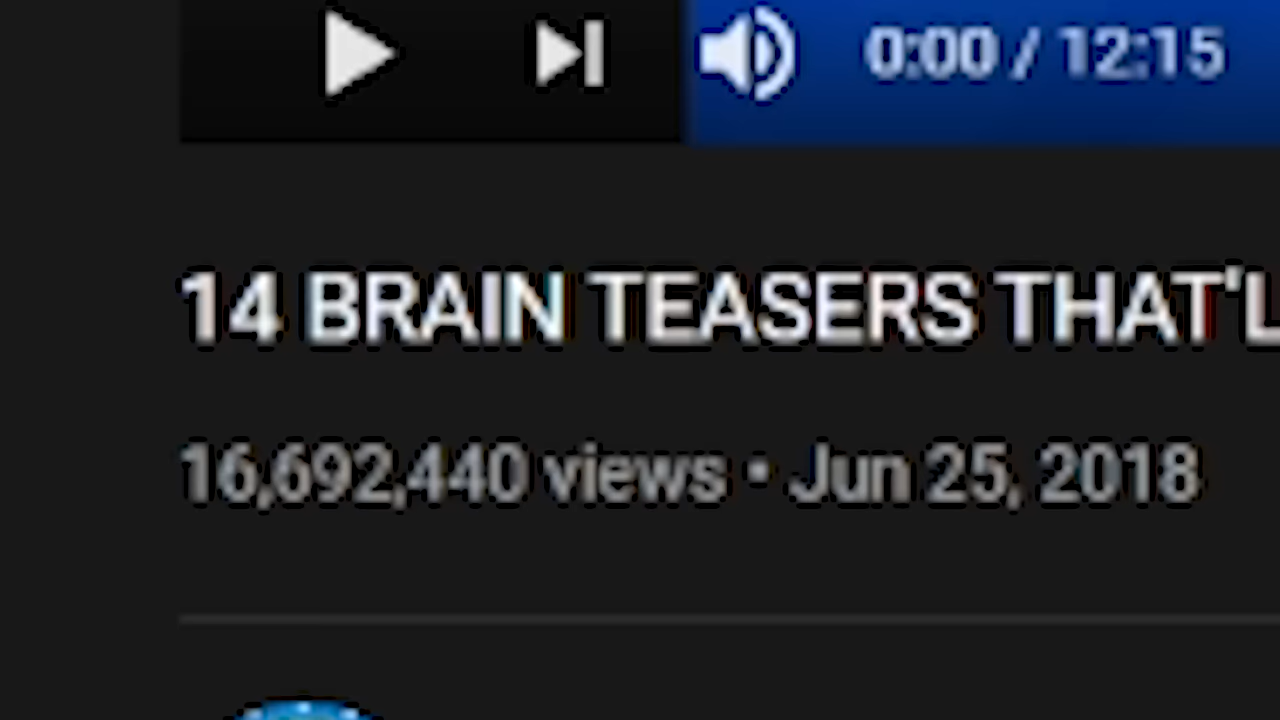 0:00 / 12:15
14 BRAIN TEASERS THAT'L
16,692,440 views • Jun 25, 2018